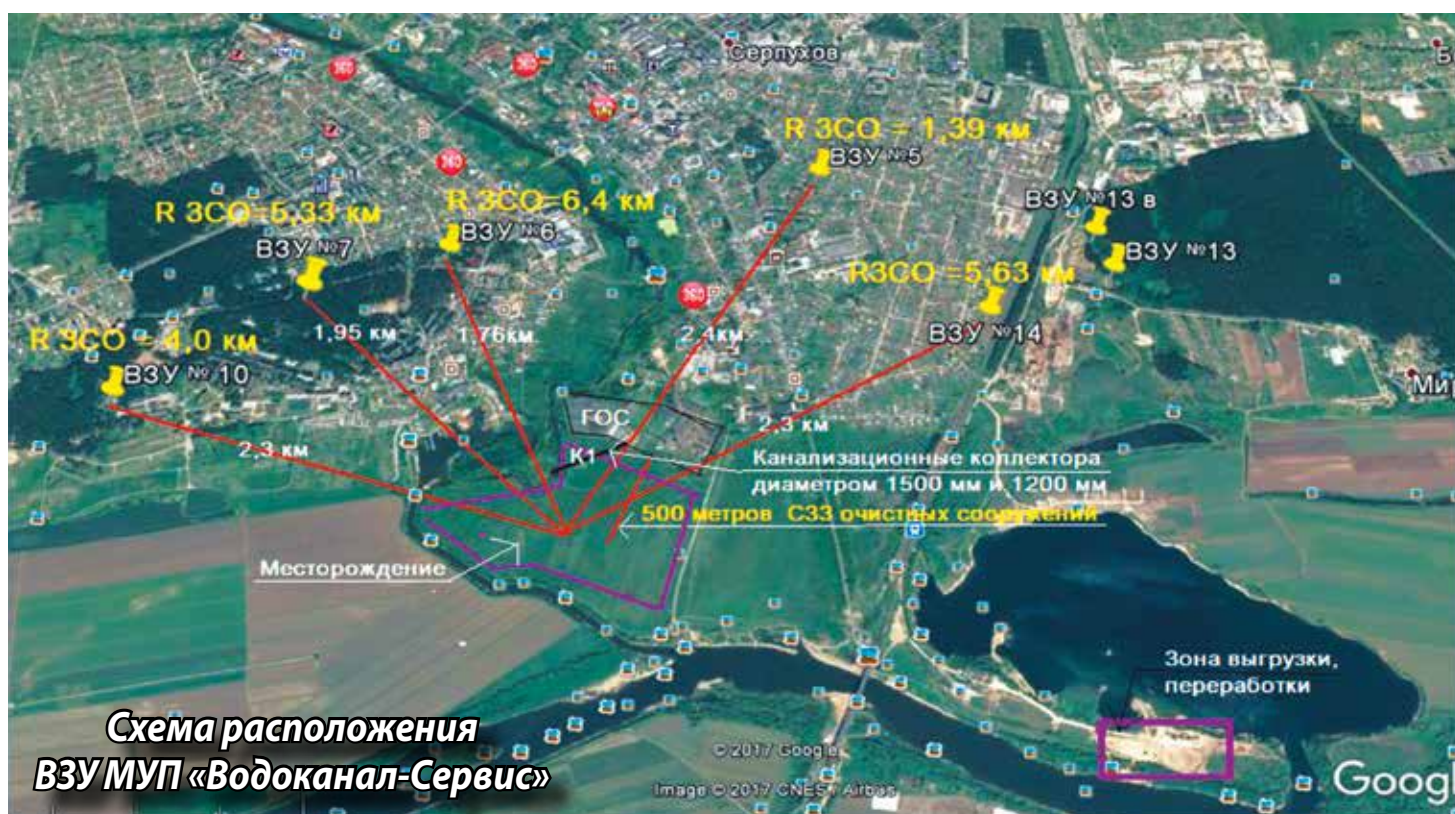 Серпухов
R ЗСО = 1,39 км
ВЗУ №5
R ЗСО=5,33 км
ВЗУ №7
R ЗСО=6,4 км
ВЗУ №6
ВЗУ №13 в
ВЗУ №13
RЗСО =5,63 км
ВЗУ №14
R ЗСО = 4,0 км
ВЗУ № 10
1,95 км
1,76км
2,4км
2,3 км
2,3 км
Ми
ГОС
К1
Канализационные коллектора
диаметром 1500 мм и 1200 мм
500 метров СЗЗ очистных сооружений
Месторождение
Зона выгрузки,
переработки
Схема расположения
ВЗУ МУП «Водоканал-Сервис»
© 2017 Google
Image © 2017 CNES / Airbus
Googl